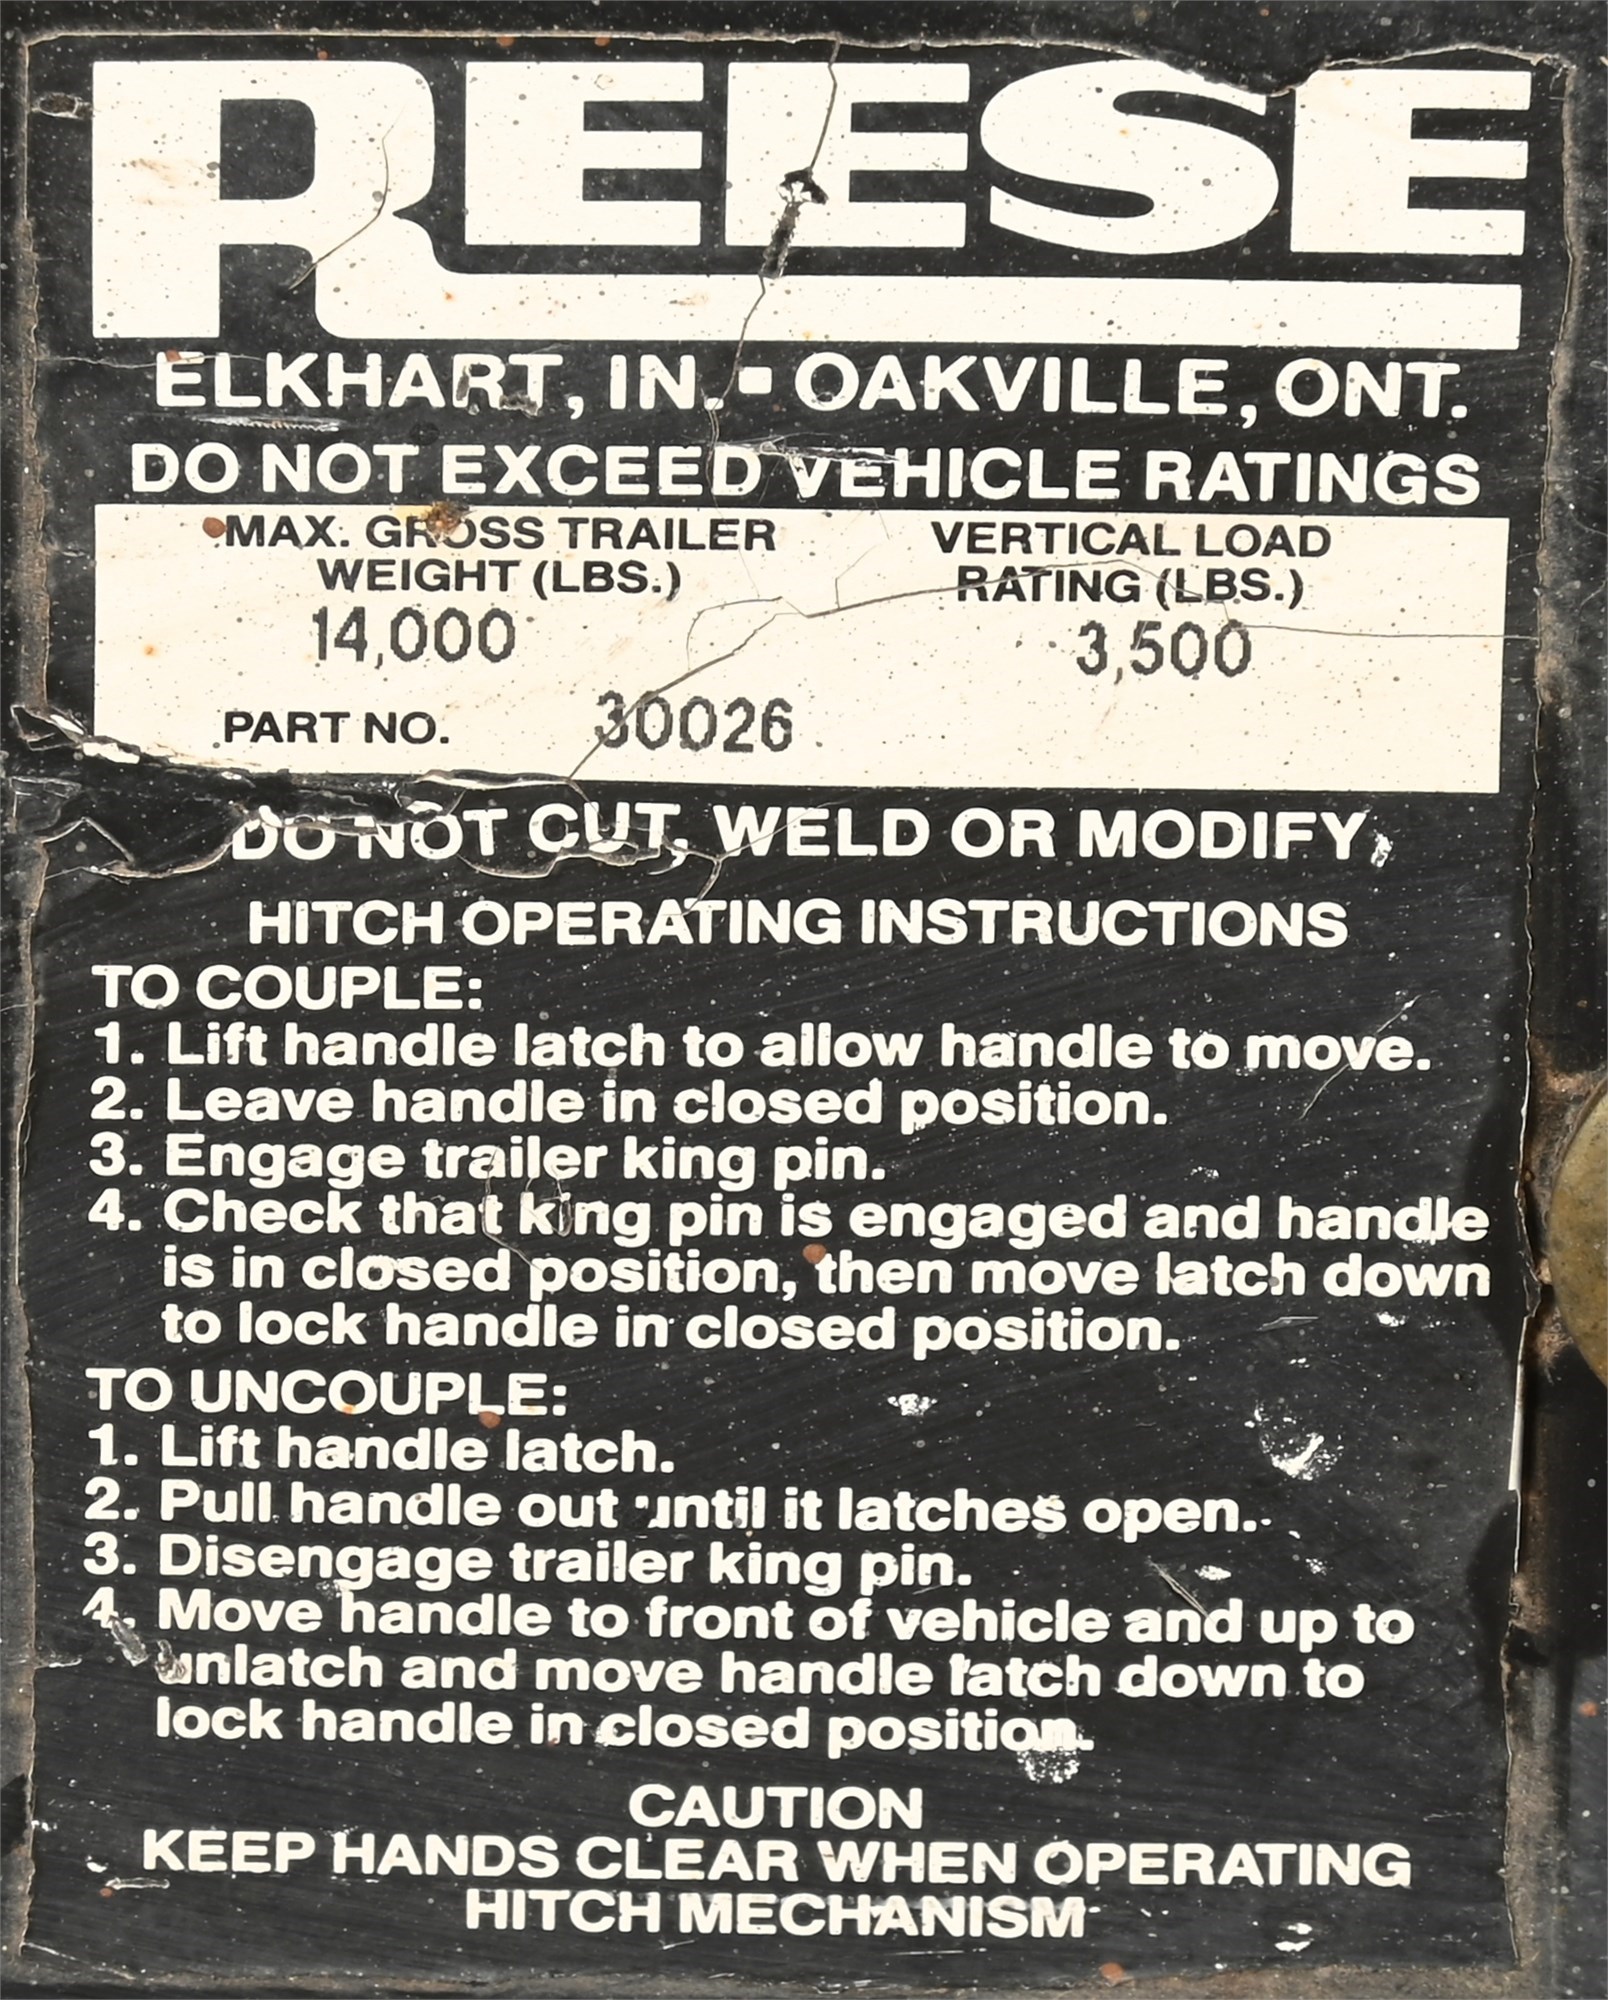 REESE
ELKHART, IN. ▪ OAKVILLE, ONT.
DO NOT EXCEED VEHICLE RATINGS
MAX. GROSS TRAILER WEIGHT (LBS.)
14,000
VERTICAL LOAD RATING (LBS.)
3,500
PART NO. 30026
DO NOT CUT, WELD OR MODIFY
HITCH OPERATING INSTRUCTIONS
TO COUPLE:
1. Lift handle latch to allow handle to move.
2. Leave handle in closed position.
3. Engage trailer king pin.
4. Check that king pin is engaged and handle
is in closed position, then move latch down
to lock handle in closed position.
TO UNCOUPLE:
1. Lift handle latch.
2. Pull handle out until it latches open.
3. Disengage trailer king pin.
4. Move handle to front of vehicle and up to
unlatch and move handle latch down to
lock handle in closed position.
CAUTION
KEEP HANDS CLEAR WHEN OPERATING
HITCH MECHANISM